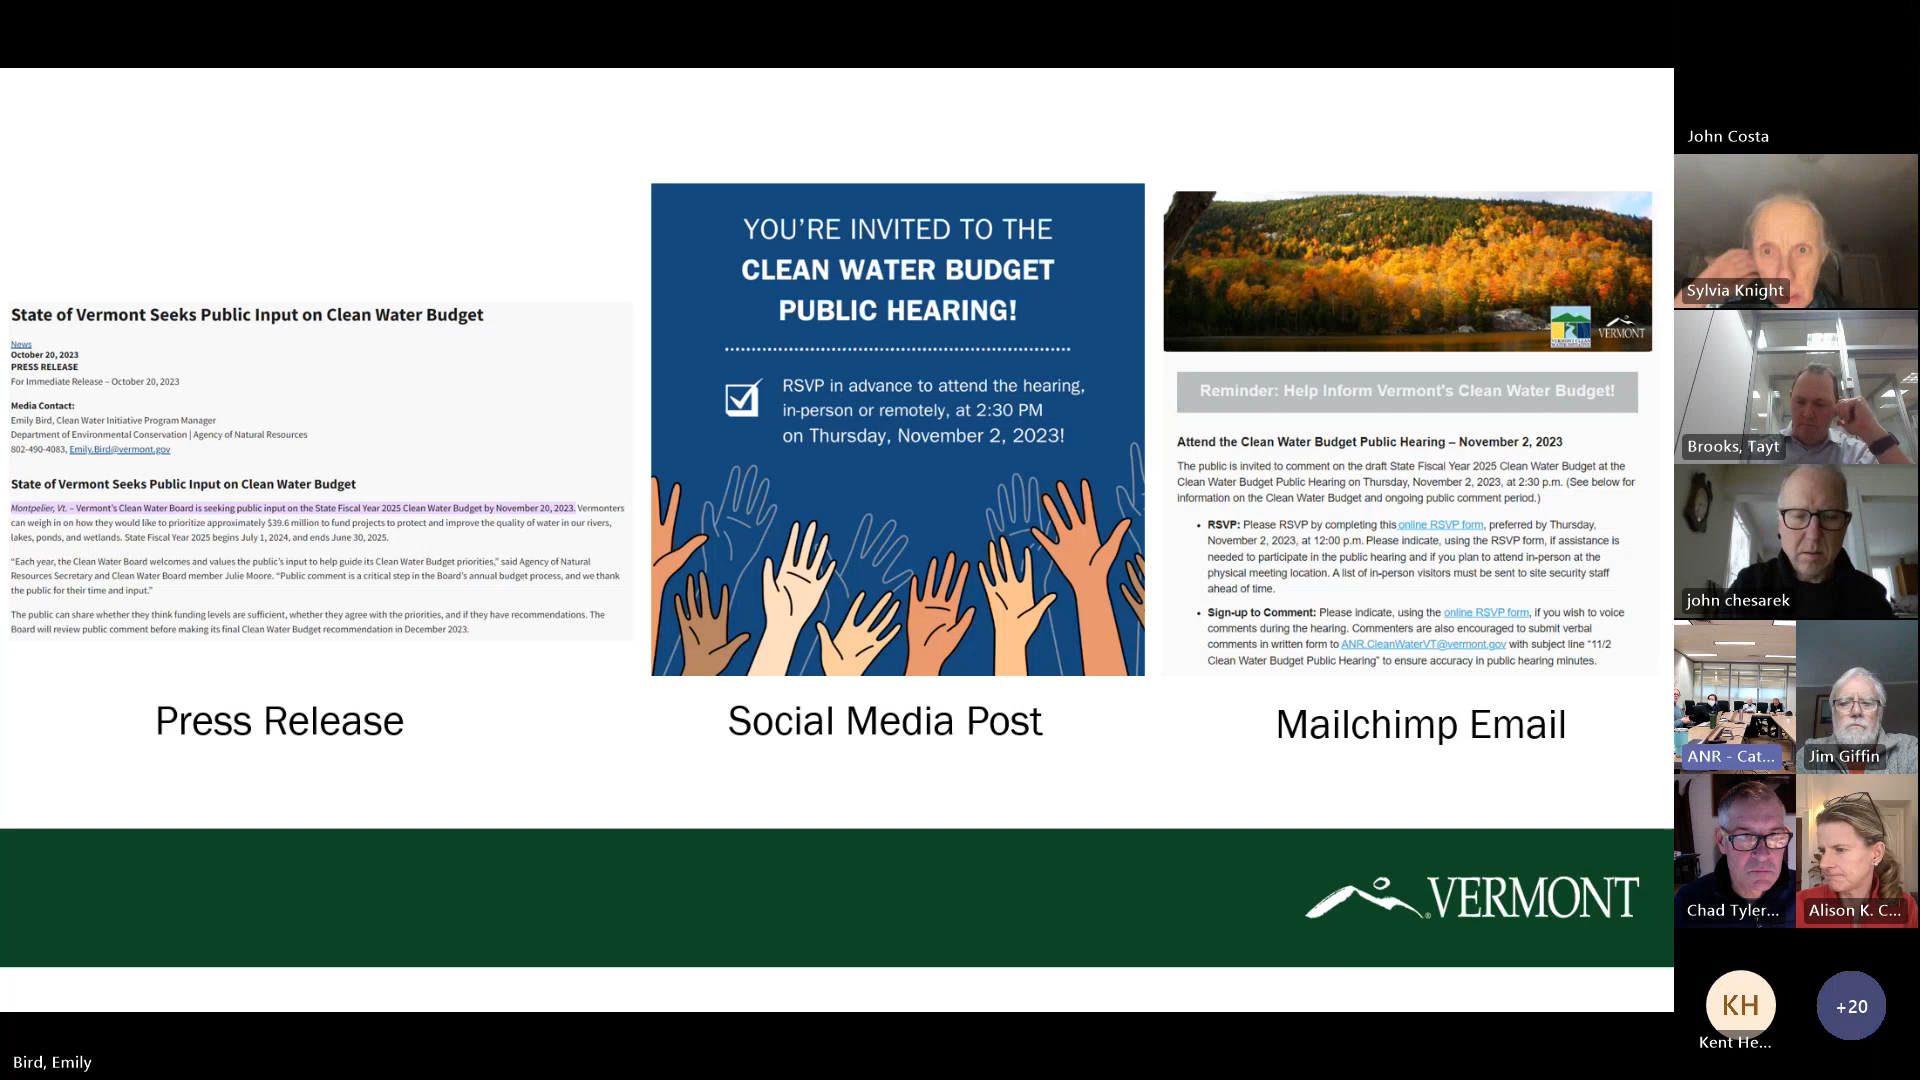 State of Vermont Seeks Public Input on Clean Water Budget
News
October 20, 2023
PRESS RELEASE
For Immediate Release – October 20, 2023
Media Contact:
Emily Bird, Clean Water Initiative Program Manager
Department of Environmental Conservation | Agency of Natural Resources
802-490-4083, Emily.Bird@vermont.gov
State of Vermont Seeks Public Input on Clean Water Budget
Montpelier, Vt. – Vermont's Clean Water Board is seeking public input on the State Fiscal Year 2025 Clean Water Budget by November 20, 2023. Vermonters
can weigh in on how they would like to prioritize approximately $39.6 million to fund projects to protect and improve the quality of water in our rivers,
lakes, ponds, and wetlands. State Fiscal Year 2025 begins July 1, 2024, and ends June 30, 2025.
"Each year, the Clean Water Board welcomes and values the public's input to help guide its Clean Water Budget priorities," said Agency of Natural
Resources Secretary and Clean Water Board member Julie Moore. "Public comment is a critical step in the Board's annual budget process, and we thank
the public for their time and input."
The public can share whether they think funding levels are sufficient, whether they agree with the priorities, and if they have recommendations. The
Board will review public comment before making its final Clean Water Budget recommendation in December 2023.
Press Release
YOU'RE INVITED TO THE
CLEAN WATER BUDGET
PUBLIC HEARING!
RSVP in advance to attend the hearing,
in-person or remotely, at 2:30 PM
on Thursday, November 2, 2023!
Social Media Post
VERMONT
Reminder: Help Inform Vermont's Clean Water Budget!
Attend the Clean Water Budget Public Hearing – November 2, 2023
The public is invited to comment on the draft State Fiscal Year 2025 Clean Water Budget at the
Clean Water Budget Public Hearing on Thursday, November 2, 2023, at 2:30 p.m. (See below for
information on the Clean Water Budget and ongoing public comment period.)
• RSVP: Please RSVP by completing this online RSVP form, preferred by Thursday,
November 2, 2023, at 12:00 p.m. Please indicate, using the RSVP form, if assistance is
needed to participate in the public hearing and if you plan to attend in-person at the
physical meeting location. A list of in-person visitors must be sent to site security staff
ahead of time.
• Sign-up to Comment: Please indicate, using the online RSVP form, if you wish to voice
comments during the hearing. Commenters are also encouraged to submit verbal
comments in written form to ANR.CleanWaterVT@vermont.gov with subject line "11/2
Clean Water Budget Public Hearing" to ensure accuracy in public hearing minutes.
Mailchimp Email
VERMONT
Bird, Emily
John Costa
Sylvia Knight
Brooks, Tayt
john chesarek
ANR - Cat...
Jim Giffin
Chad Tyler...
Alison K. C...
KH
Kent He...
+20